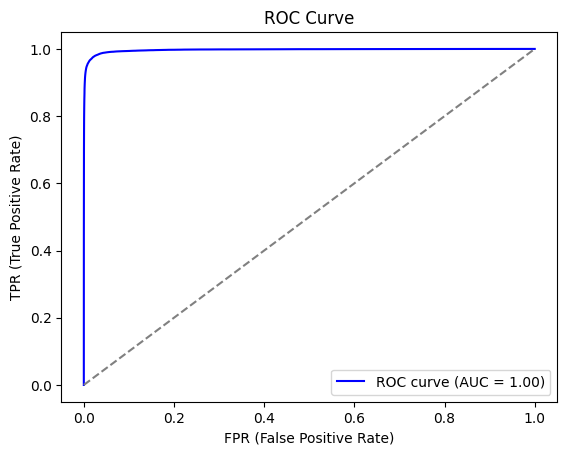 ROC Curve
TPR (True Positive Rate)
1.0
0.8
0.6
0.4
0.2
0.0
ROC curve (AUC = 1.00)
0.0 0.2 0.4 0.6 0.8 1.0
FPR (False Positive Rate)